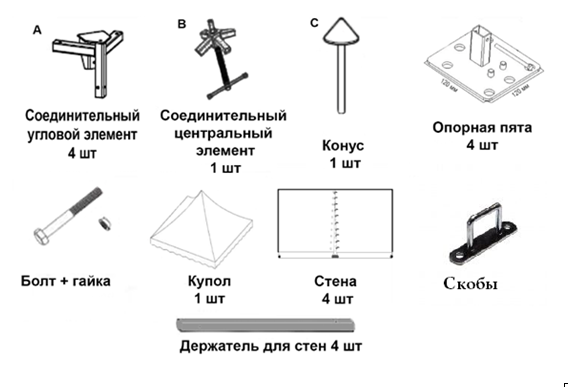 A
B
C
120 мм
120 мм
Соединительный
угловой элемент
4 шт
Соединительный
центральный
элемент
1 шт
Конус
1 шт
Опорная пята
4 шт
Болт + гайка
Купол
1 шт
Стена
4 шт
Скобы
Держатель для стен 4 шт